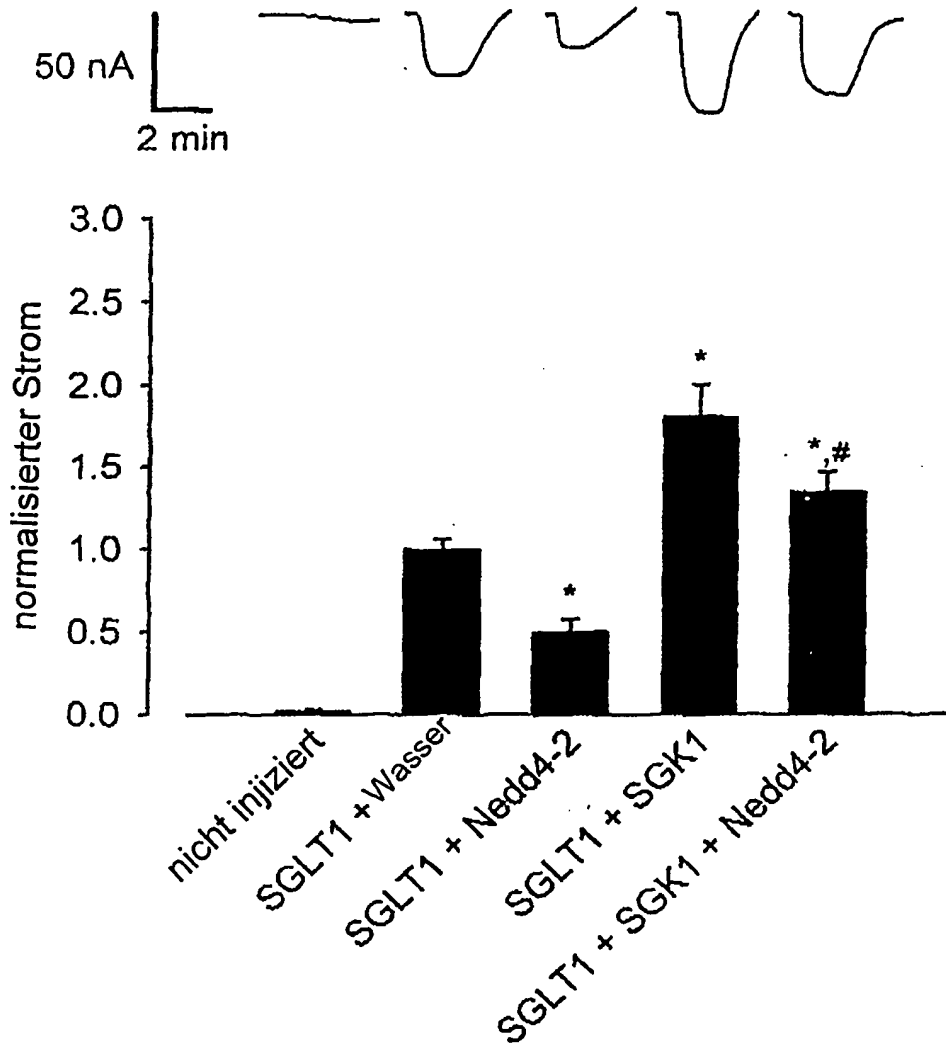 50 nA
2 min
normalisierter Strom
3.0
2.5
2.0
1.5
1.0
0.5
0.0
*
*
*,#
nicht injiziert
SGLT1 +Wasser
SGLT1 + Nedd4-2
SGLT1 + SGK1
SGLT1 + SGK1 + Nedd4-2